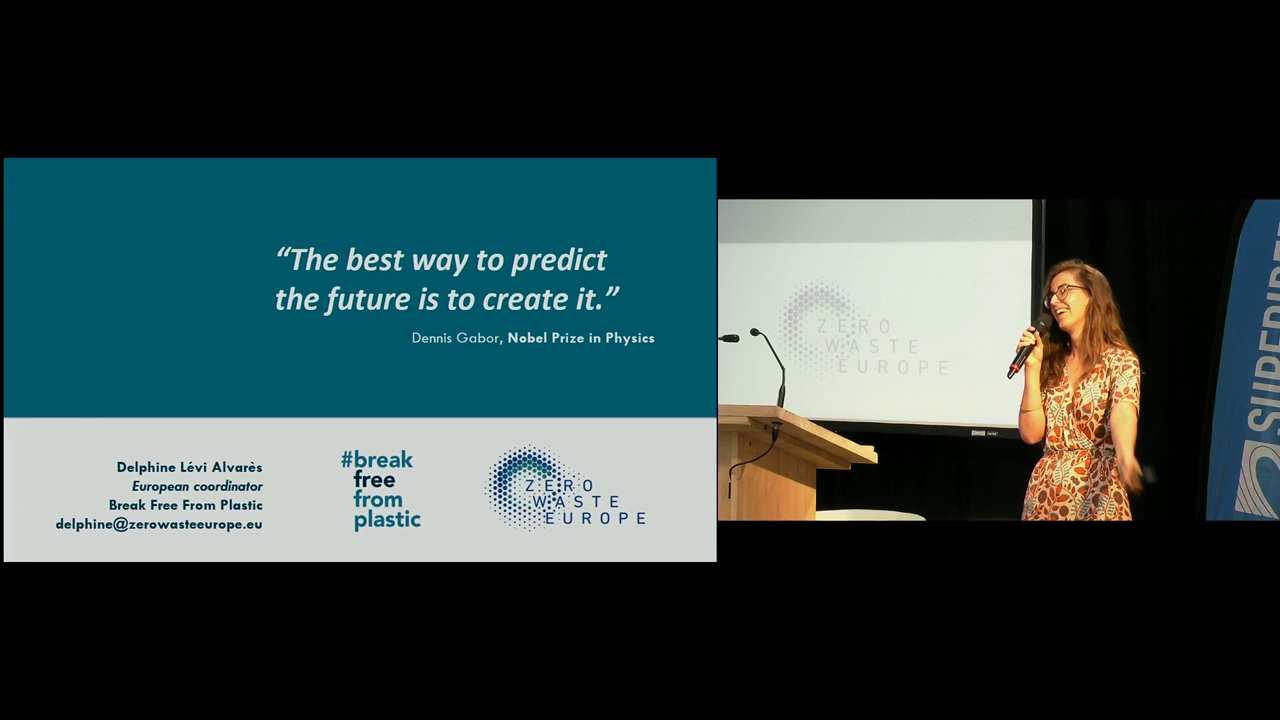 “The best way to predict
the future is to create it.”
Dennis Gabor, Nobel Prize in Physics
Delphine Lévi Alvarès
European coordinator
Break Free From Plastic
delphine@zerowasteeurope.eu
#break
free
from
plastic
ZERO
WASTE
EUROPE
ZERO
WASTE
EUROPE